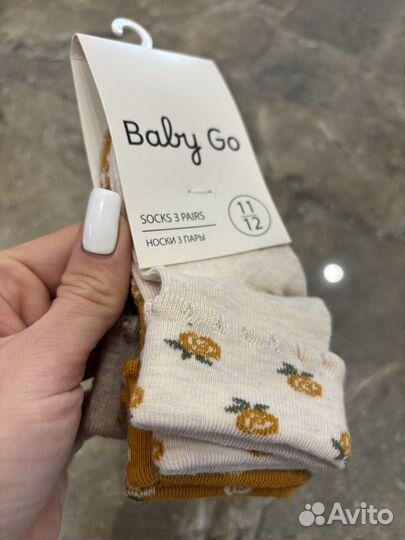 Baby Go
SOCKS 3 PAIRS
НОСКИ 3 ПАРЫ
11
12
Avito